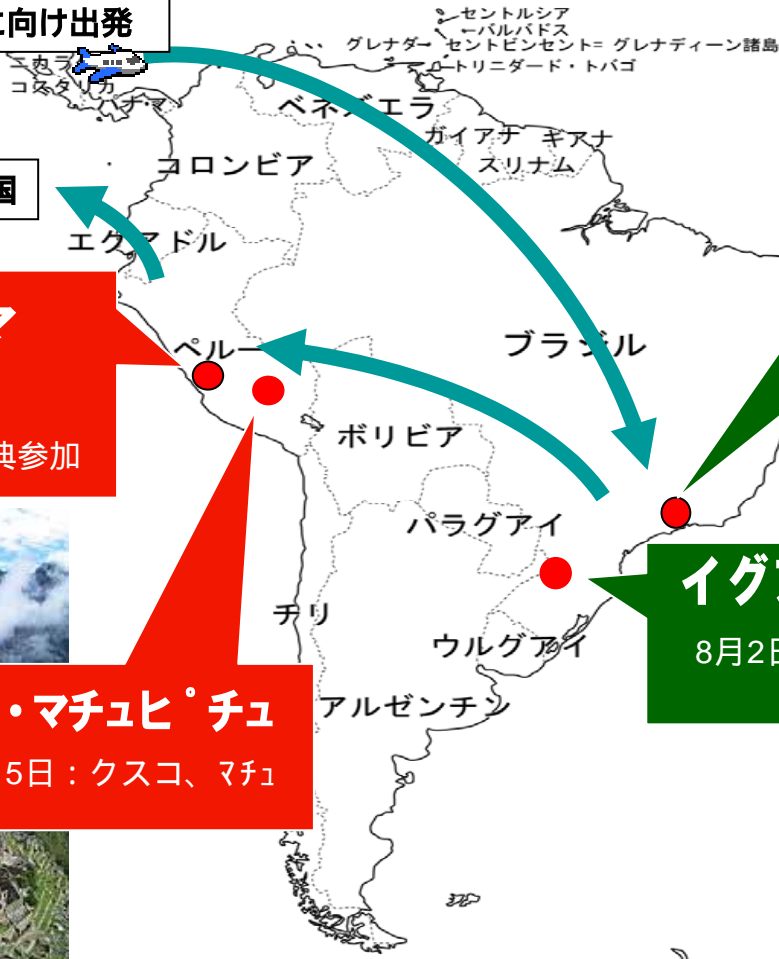 に向け出発
セントルシア
←バルバドス
グレナダ→ セントビンセント= グレナディーン諸島
←トリニダード・トバゴ
ニカラ
コスタリカ
パナマ
ベネズエラ
ガイアナ ギアナ
スリナム
コロンビア
国
エクアドル
マ
ペルー
ブラジル
典参加
ボリビア
パラグアイ
イグア
8月2日
チリ
ウルグアイ
・マチュピチュ
アルゼンチン
5日：クスコ、マチュ